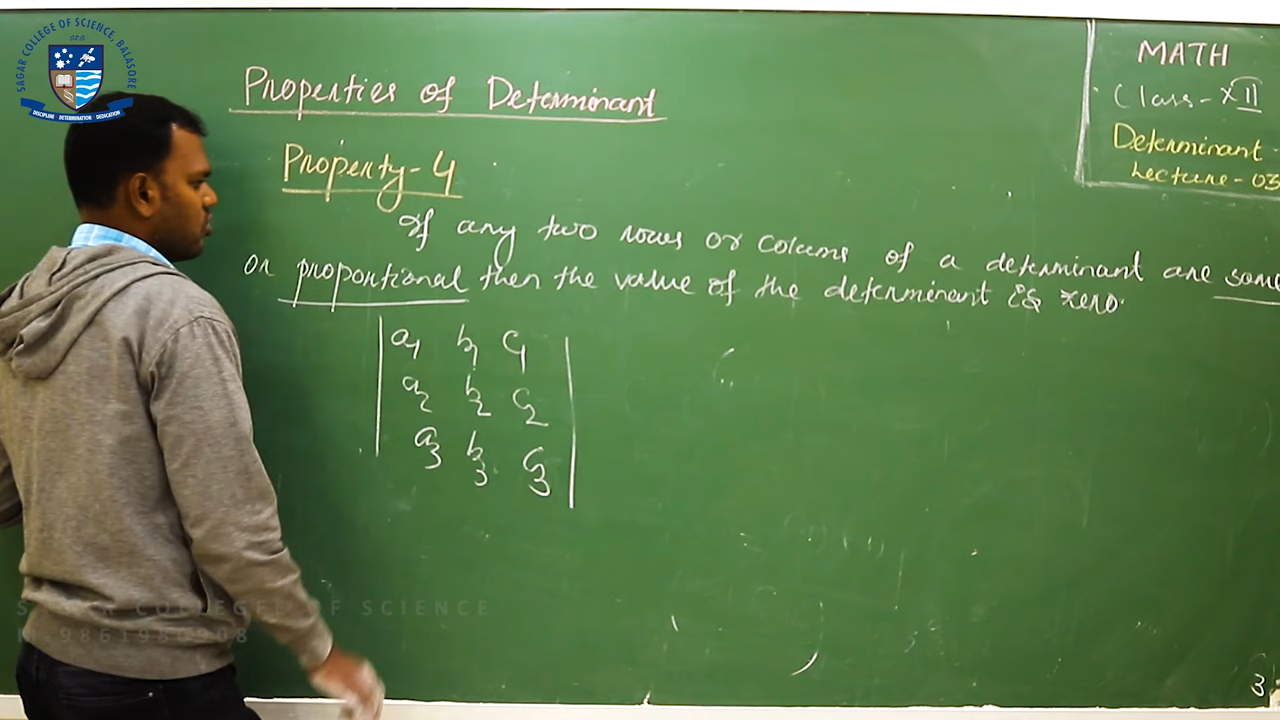 SAGAR COLLEGE OF SCIENCE, BALASORE
S.C.S.
DISCIPLINE DETERMINATION DEDICATION
MATH
Class-XII
Determinant
Lecture-03
Properties of Determinant
Property-4
If any two rows or colums of a determinant are same
or proportional then the value of the determinant is zero.
a1 b1 c1
a2 b2 c2
a3 b3 c3
COLLEGE OF SCIENCE
9861980908
3